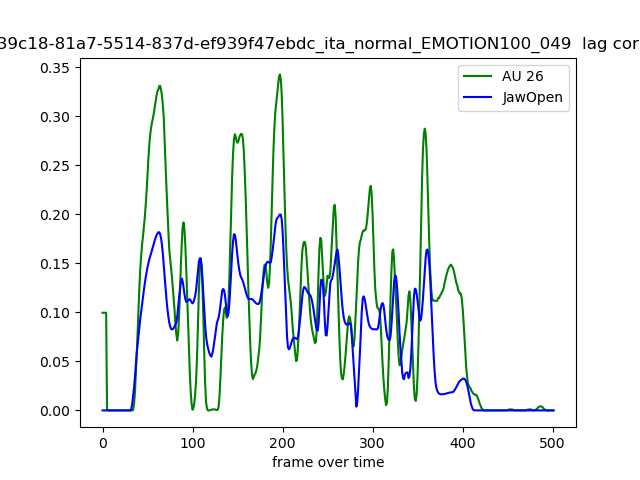 39c18-81a7-5514-837d-ef939f47ebdc_ita_normal_EMOTION100_049 lag cor
AU 26
JawOpen
0.35
0.30
0.25
0.20
0.15
0.10
0.05
0.00
0 100 200 300 400 500
frame over time